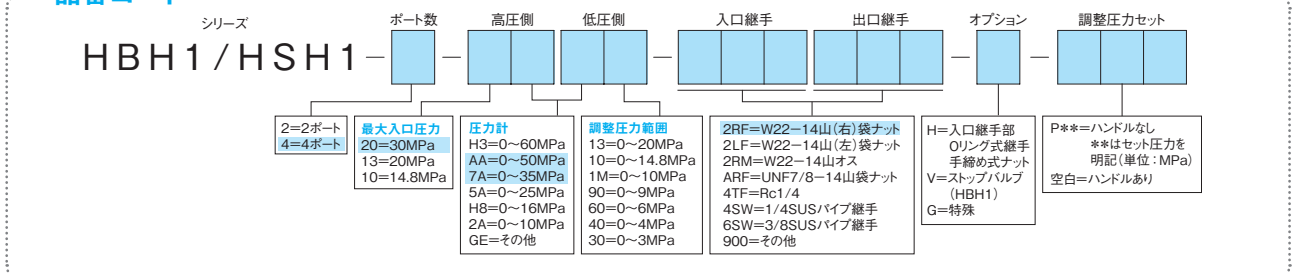 シリーズ
ポート数
高圧側
低圧側
入口継手
出口継手
オプション
調整圧力セット
HBH1/HSH1 − − − − −
2=2ポート
4=4ポート
最大入口圧力
20=30MPa
13=20MPa
10=14.8MPa
圧力計
H3=0〜60MPa
AA=0〜50MPa
7A=0〜35MPa
5A=0〜25MPa
H8=0〜16MPa
2A=0〜10MPa
GE=その他
調整圧力範囲
13=0〜20MPa
10=0〜14.8MPa
1M=0〜10MPa
90=0〜9MPa
60=0〜6MPa
40=0〜4MPa
30=0〜3MPa
2RF=W22−14山(右)袋ナット
2LF=W22−14山(左)袋ナット
2RM=W22−14山オス
ARF=UNF7/8−14山袋ナット
4TF=Rc1/4
4SW=1/4SUSパイプ継手
6SW=3/8SUSパイプ継手
900=その他
H=入口継手部
Oリング式継手
手締め式ナット
V=ストップバルブ
(HBH1)
G=特殊
P**=ハンドルなし
**はセット圧力を
明記(単位:MPa)
空白=ハンドルあり